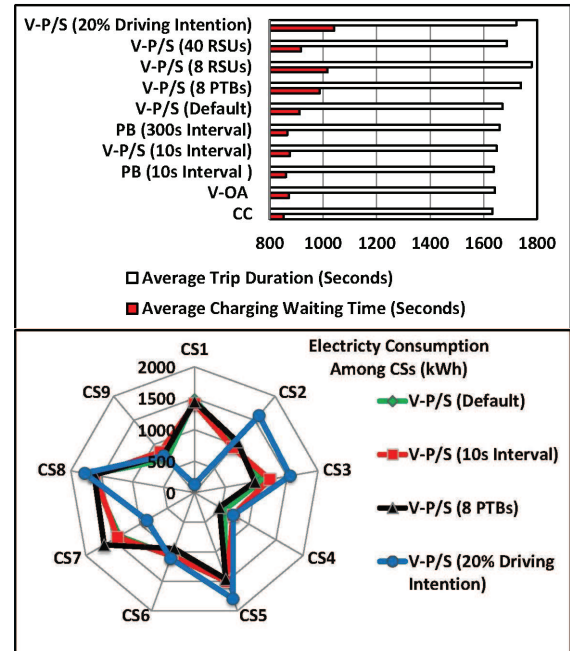 V-P/S (20% Driving Intention)
V-P/S (40 RSUs)
V-P/S (8 RSUs)
V-P/S (8 PTBs)
V-P/S (Default)
PB (300s Interval)
V-P/S (10s Interval)
PB (10s Interval )
V-OA
CC
800 1000 1200 1400 1600 1800
Average Trip Duration (Seconds)
Average Charging Waiting Time (Seconds)
Electricty Consumption
Among CSs (kWh)
CS1
CS2
CS3
CS4
CS5
CS6
CS7
CS8
CS9
2000
1500
1000
500
0
V-P/S (Default)
V-P/S (10s Interval)
V-P/S (8 PTBs)
V-P/S (20% Driving
Intention)